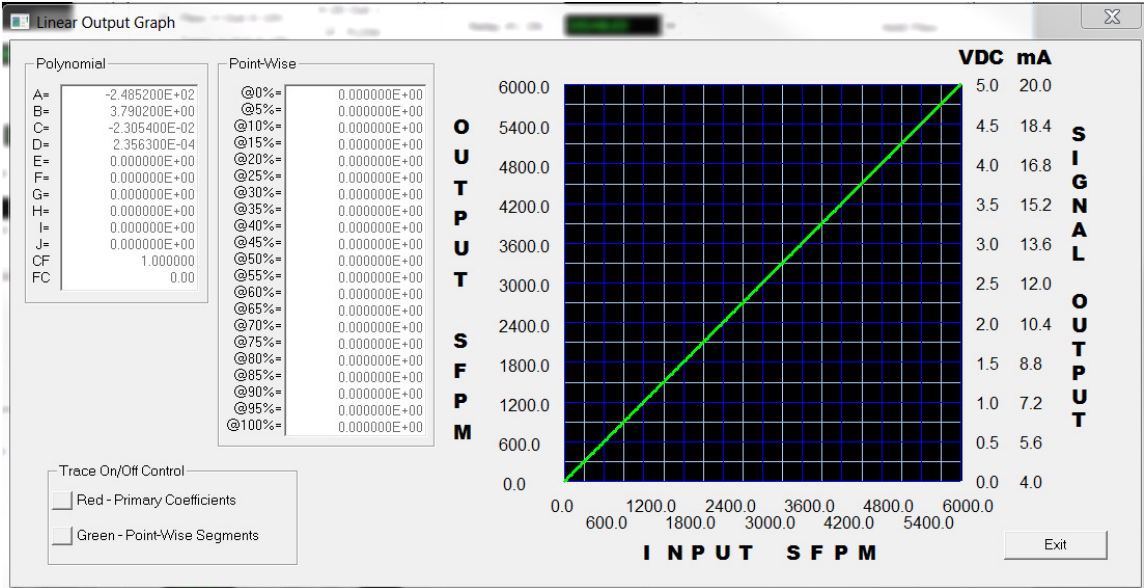 Linear Output Graph
Polynomial
A= -2.485200E+02
B= 3.790200E+00
C= -2.305400E-02
D= 2.356300E-04
E= 0.000000E+00
F= 0.000000E+00
G= 0.000000E+00
H= 0.000000E+00
I= 0.000000E+00
J= 0.000000E+00
CF 1.000000
FC 0.00
Point-Wise
@0%= 0.000000E+00
@5%= 0.000000E+00
@10%= 0.000000E+00
@15%= 0.000000E+00
@20%= 0.000000E+00
@25%= 0.000000E+00
@30%= 0.000000E+00
@35%= 0.000000E+00
@40%= 0.000000E+00
@45%= 0.000000E+00
@50%= 0.000000E+00
@55%= 0.000000E+00
@60%= 0.000000E+00
@65%= 0.000000E+00
@70%= 0.000000E+00
@75%= 0.000000E+00
@80%= 0.000000E+00
@85%= 0.000000E+00
@90%= 0.000000E+00
@95%= 0.000000E+00
@100%= 0.000000E+00
Trace On/Off Control
Red - Primary Coefficients
Green - Point-Wise Segments
OUTPUT SFPM
6000.0
5400.0
4800.0
4200.0
3600.0
3000.0
2400.0
1800.0
1200.0
600.0
0.0
VDC mA
5.0 20.0
4.5 18.4
4.0 16.8
3.5 15.2
3.0 13.6
2.5 12.0
2.0 10.4
1.5 8.8
1.0 7.2
0.5 5.6
0.0 4.0
SIGNAL OUTPUT
0.0 1200.0 2400.0 3600.0 4800.0 6000.0
600.0 1800.0 3000.0 4200.0 5400.0
INPUT SFPM
Exit